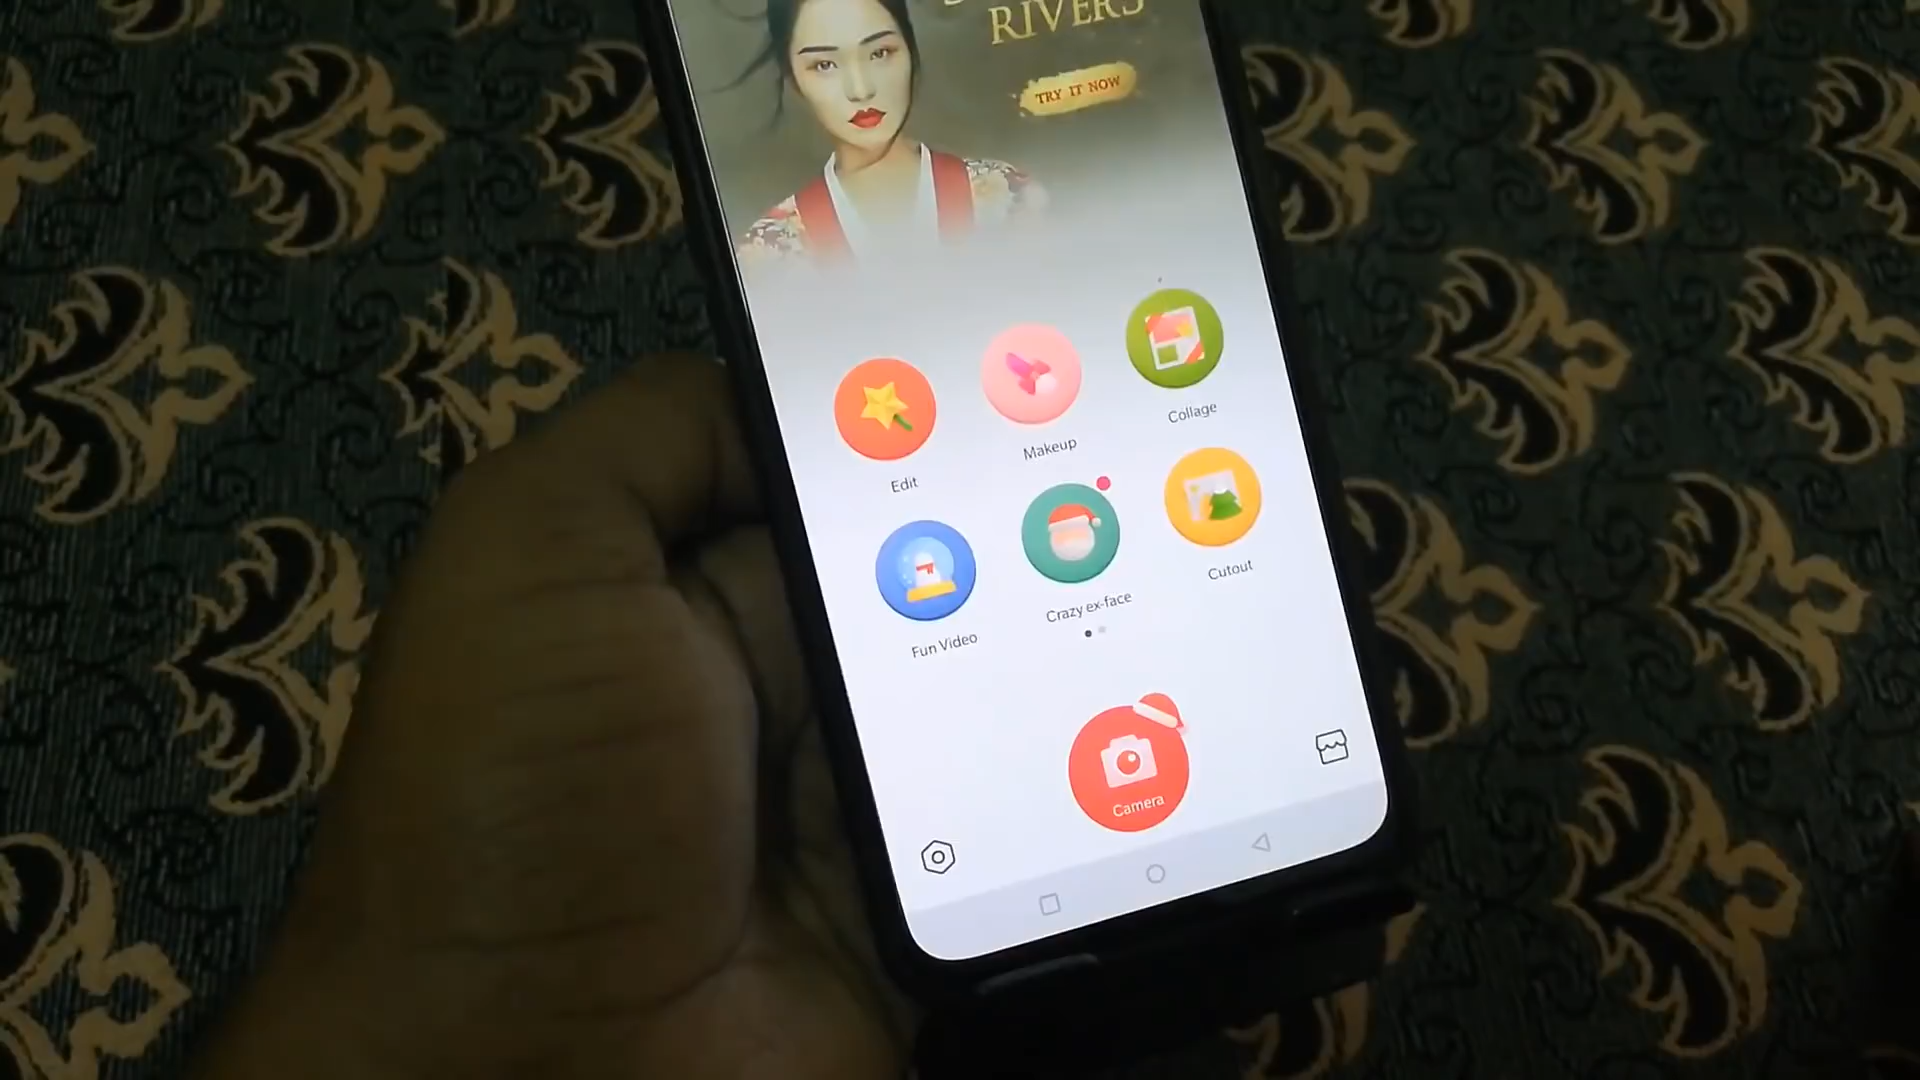 RIVERS
TRY IT NOW
Edit
Makeup
Collage
Fun Video
Crazy ex-face
Cutout
Camera